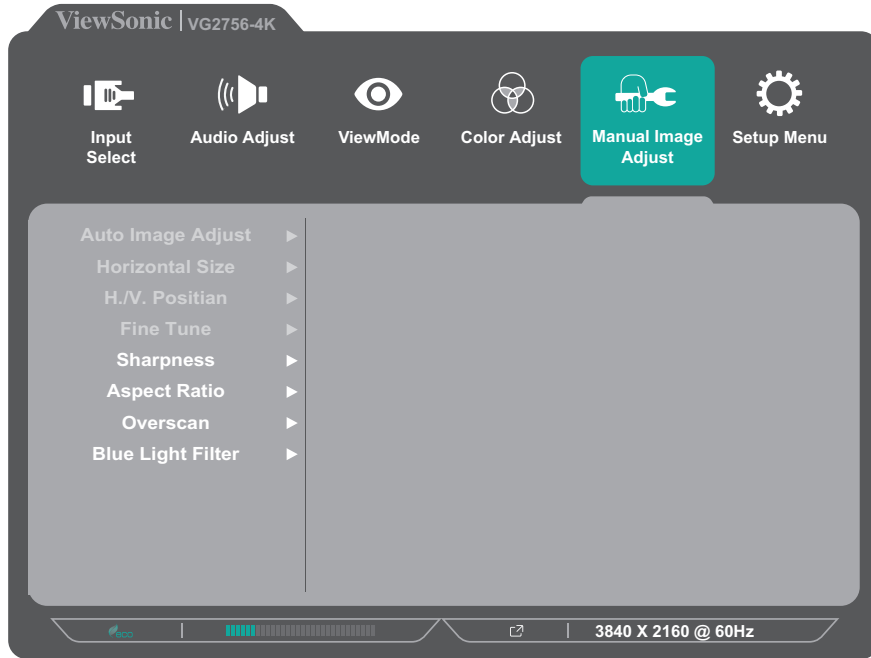 ViewSonic | VG2756-4K
Input Select
Audio Adjust
ViewMode
Color Adjust
Manual Image Adjust
Setup Menu
Auto Image Adjust
Horizontal Size
H./V. Positian
Fine Tune
Sharpness
Aspect Ratio
Overscan
Blue Light Filter
eco
3840 X 2160 @ 60Hz